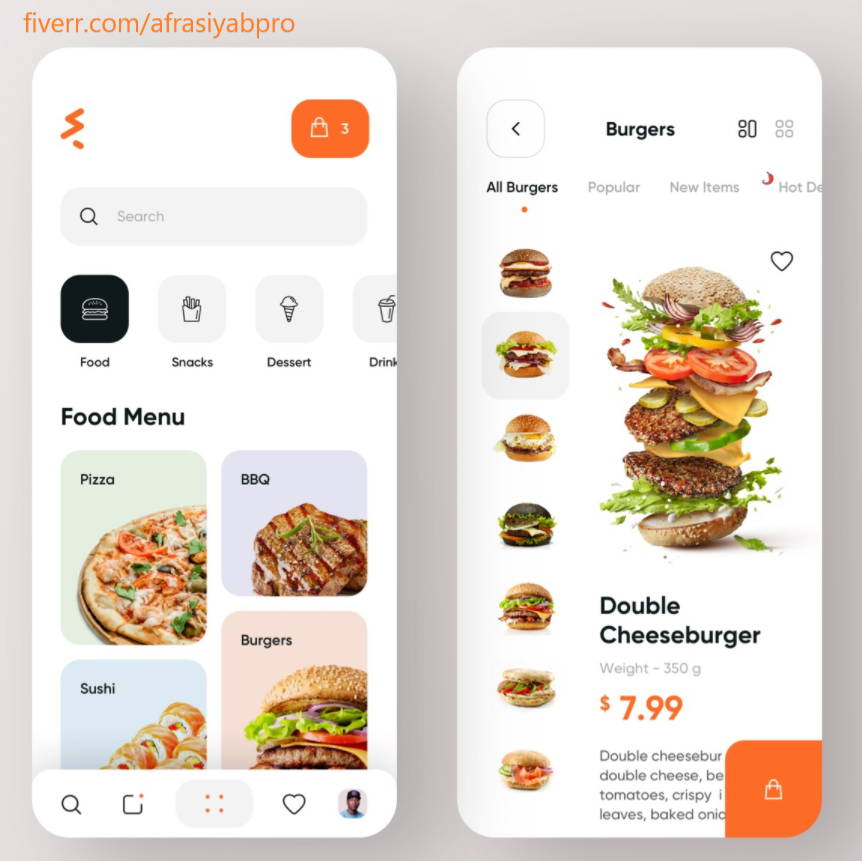 fiverr.com/afrasiyabpro
3
Search
Food
Snacks
Dessert
Drink
Food Menu
Pizza
BBQ
Burgers
Sushi
Burgers
All Burgers
Popular
New Items
Hot De
Double
Cheeseburger
Weight - 350 g
$ 7.99
Double cheesebur
double cheese, be
tomatoes, crispy i
leaves, baked onic